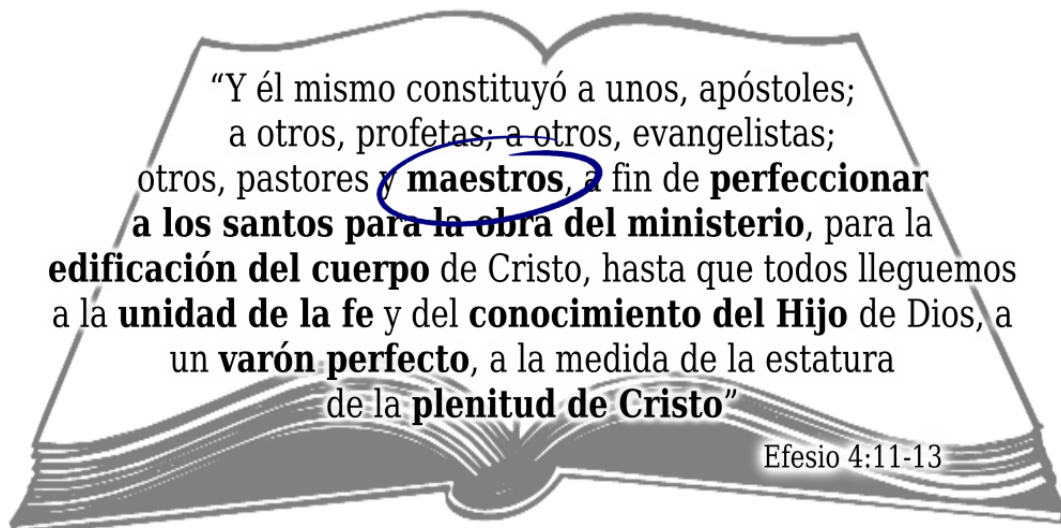 “Y él mismo constituyó a unos, apóstoles;
a otros, profetas; a otros, evangelistas;
otros, pastores y maestros, a fin de perfeccionar
a los santos para la obra del ministerio, para la
edificación del cuerpo de Cristo, hasta que todos lleguemos
a la unidad de la fe y del conocimiento del Hijo de Dios, a
un varón perfecto, a la medida de la estatura
de la plenitud de Cristo”
Efesio 4:11-13